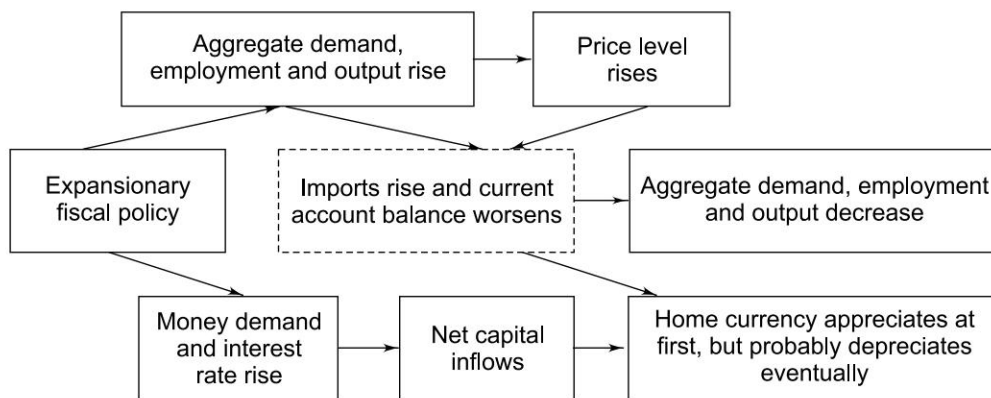 Aggregate demand,
employment and output rise
Price level
rises
Expansionary
fiscal policy
Imports rise and current
account balance worsens
Aggregate demand, employment
and output decrease
Money demand
and interest
rate rise
Net capital
inflows
Home currency appreciates at
first, but probably depreciates
eventually